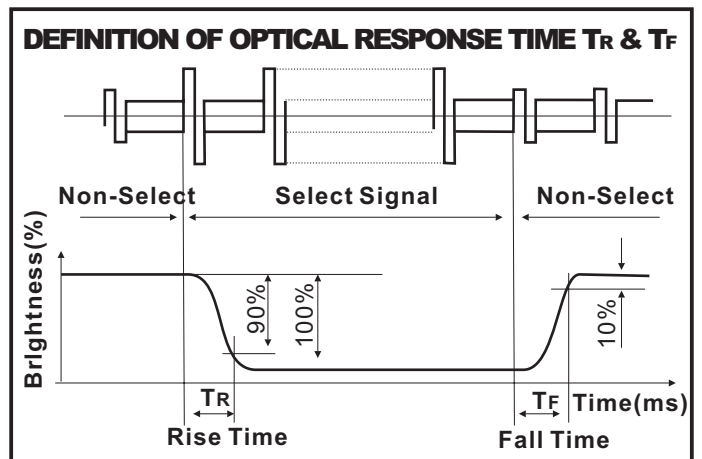 DEFINITION OF OPTICAL RESPONSE TIME TR & TF
Non-Select
Select Signal
Non-Select
Brightness(%)
90%
100%
10%
TR
TF
Time(ms)
Rise Time
Fall Time